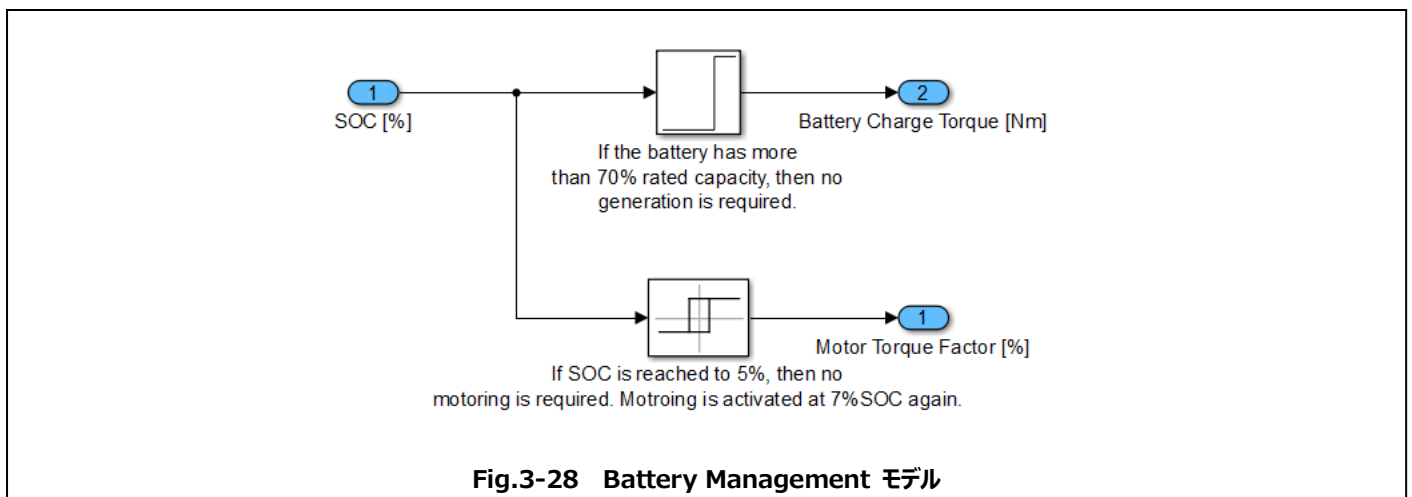 1
SOC [%]
2
Battery Charge Torque [Nm]
If the battery has more
than 70% rated capacity, then no
generation is required.
1
Motor Torque Factor [%]
If SOC is reached to 5%, then no
motoring is required. Motroing is activated at 7%SOC again.
Fig.3-28 Battery Management モデル